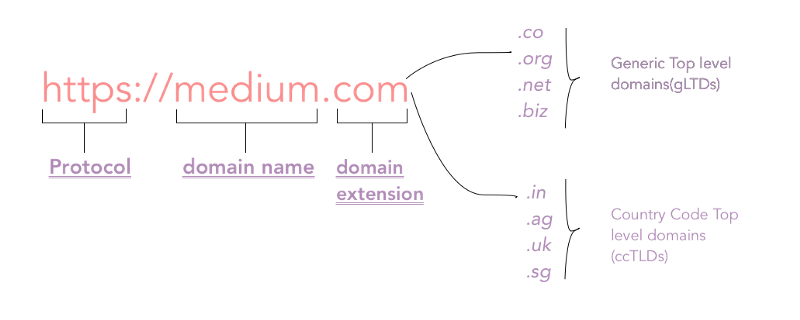 https://medium.com
Protocol
domain name
domain
extension
.co
.org
.net
.biz
Generic Top level
domains(gLTDs)
.in
.ag
.uk
.sg
Country Code Top
level domains
(ccTLDs)